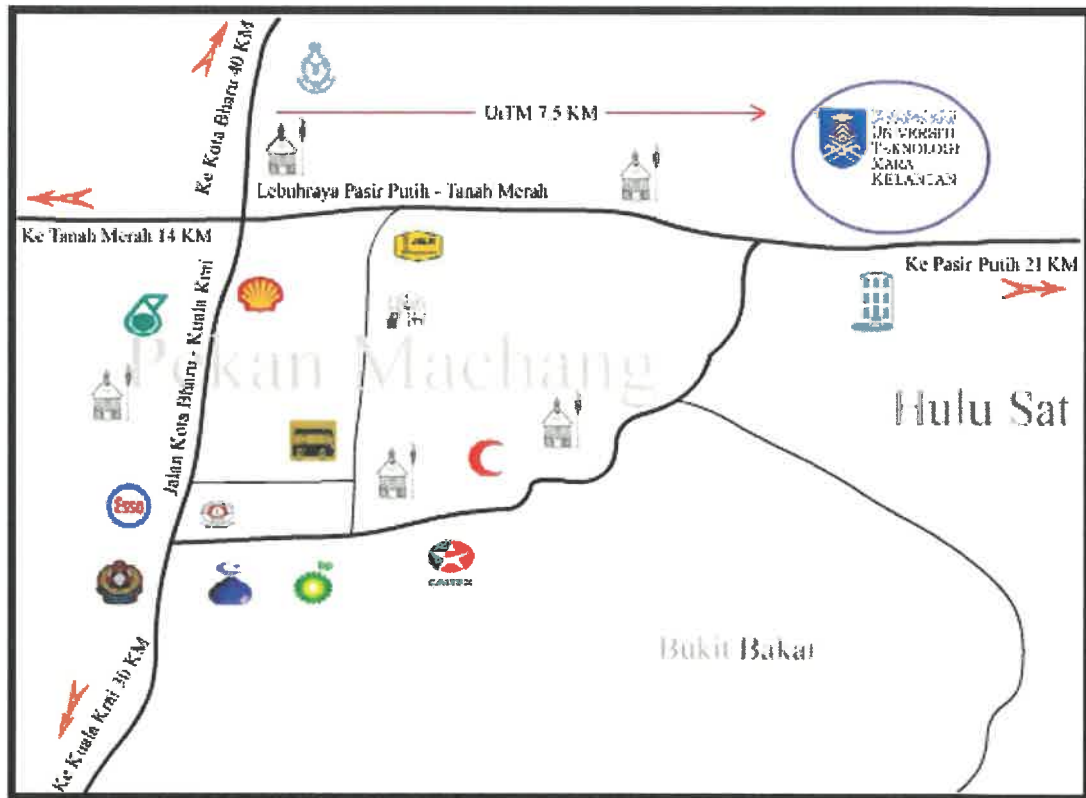 Ke Kota Bharu 40 KM
UiTM 7.5 KM
UNIVERSITI
TEKNOLOGI
MARA
KELANTAN
Lebuhraya Pasir Putih - Tanah Merah
Ke Tanah Merah 14 KM
Ke Pasir Putih 21 KM
Jalan Kota Bharu - Kuala Krai
Pekan Machang
Hulu Sat
Esso
BP
CALTEX
Bukit Bakar
Ke Kuala Krai 30 KM